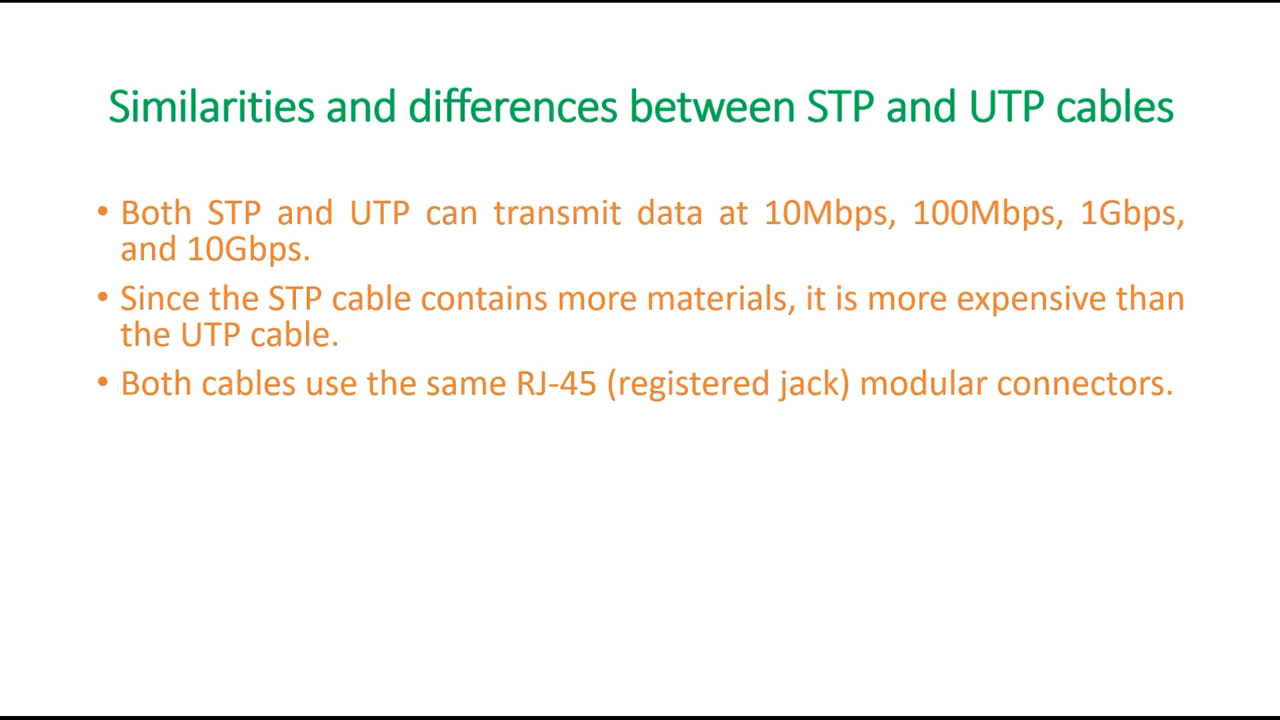 Similarities and differences between STP and UTP cables
• Both STP and UTP can transmit data at 10Mbps, 100Mbps, 1Gbps,
and 10Gbps.
• Since the STP cable contains more materials, it is more expensive than
the UTP cable.
• Both cables use the same RJ-45 (registered jack) modular connectors.